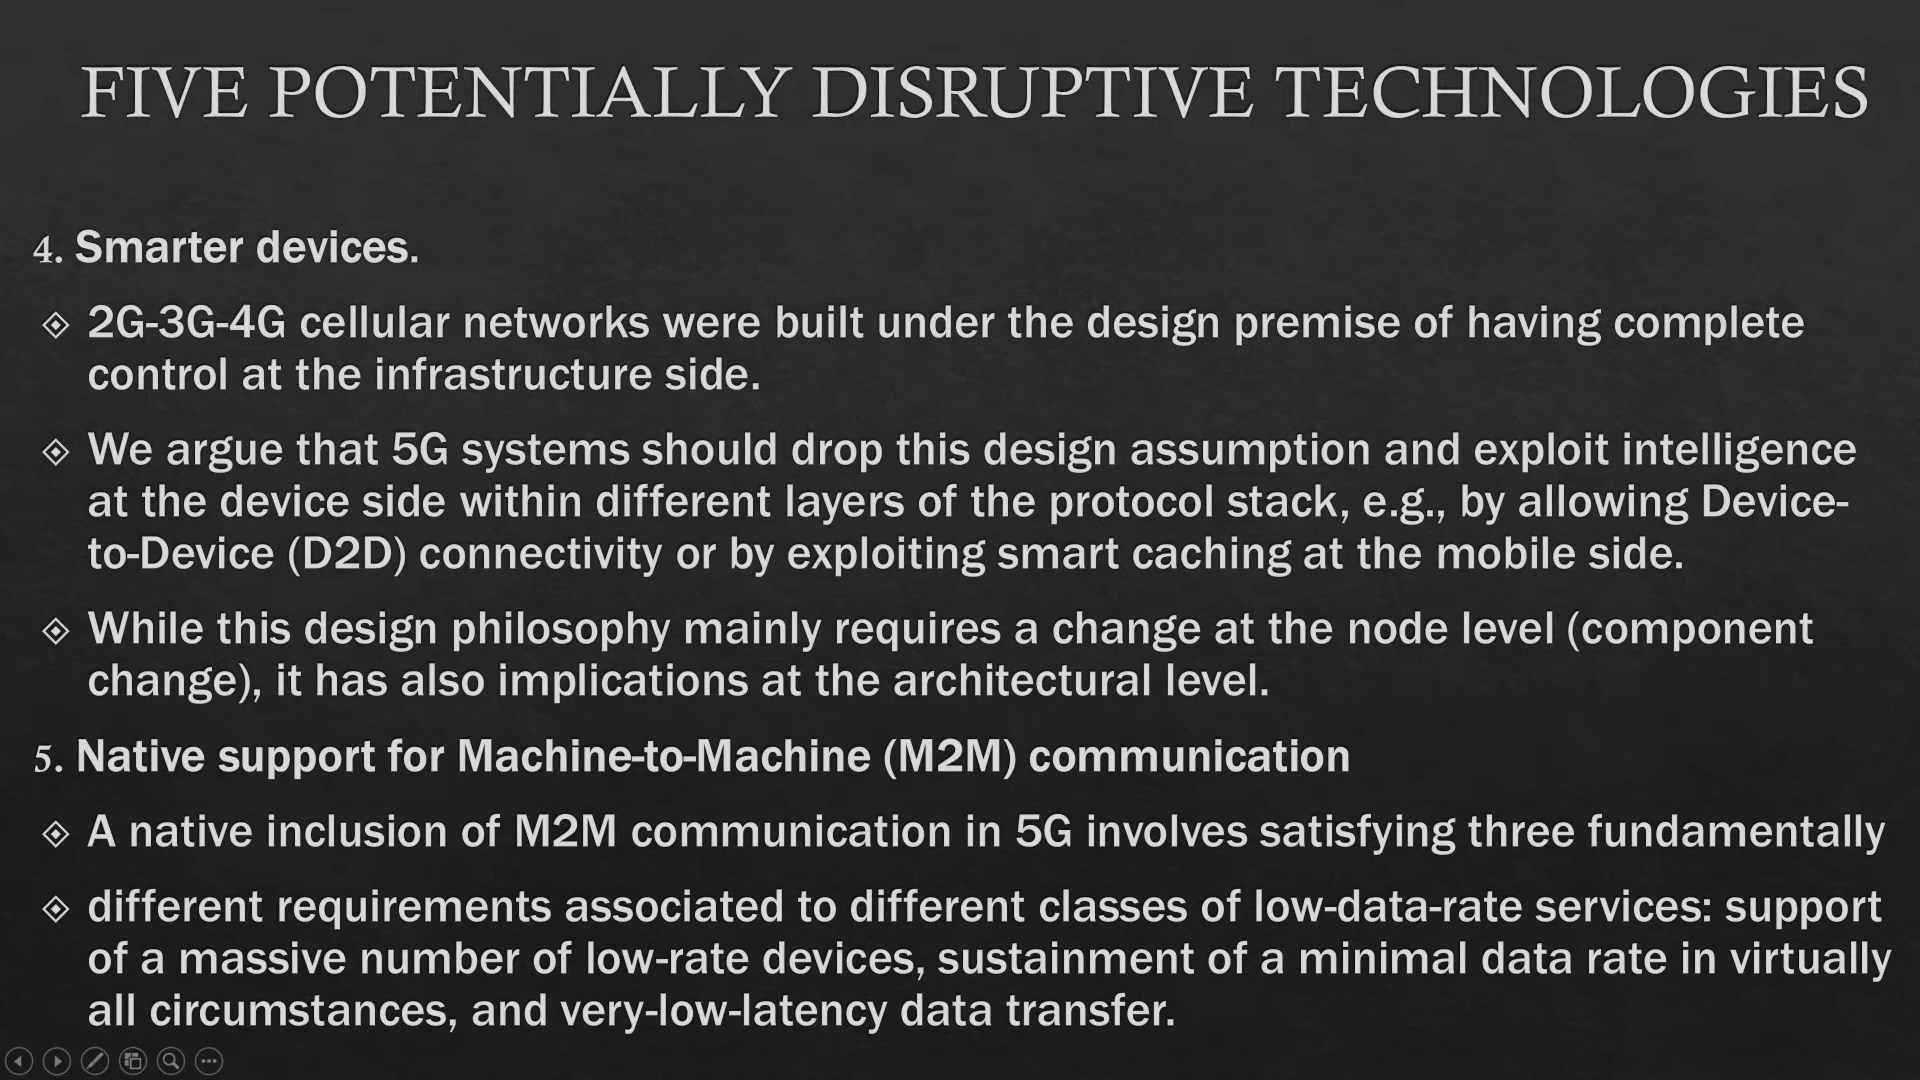 FIVE POTENTIALLY DISRUPTIVE TECHNOLOGIES
4. Smarter devices.
2G-3G-4G cellular networks were built under the design premise of having complete
control at the infrastructure side.
We argue that 5G systems should drop this design assumption and exploit intelligence
at the device side within different layers of the protocol stack, e.g., by allowing Device-
to-Device (D2D) connectivity or by exploiting smart caching at the mobile side.
While this design philosophy mainly requires a change at the node level (component
change), it has also implications at the architectural level.
5. Native support for Machine-to-Machine (M2M) communication
A native inclusion of M2M communication in 5G involves satisfying three fundamentally
different requirements associated to different classes of low-data-rate services: support
of a massive number of low-rate devices, sustainment of a minimal data rate in virtually
all circumstances, and very-low-latency data transfer.